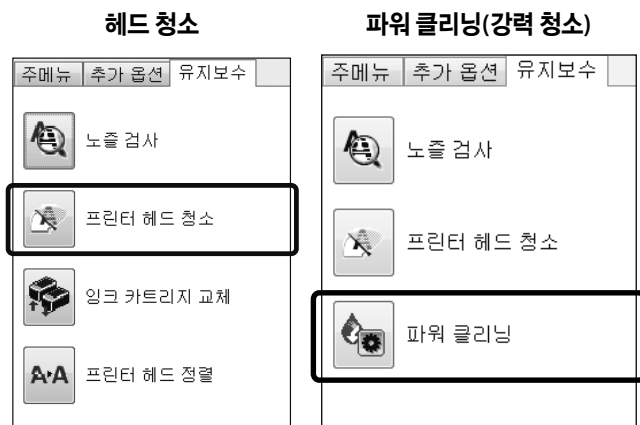 헤드 청소
주메뉴 추가 옵션 유지보수
노즐 검사
프린터 헤드 청소
잉크 카트리지 교체
A·A 프린터 헤드 정렬
파워 클리닝(강력 청소)
주메뉴 추가 옵션 유지보수
노즐 검사
프린터 헤드 청소
파워 클리닝